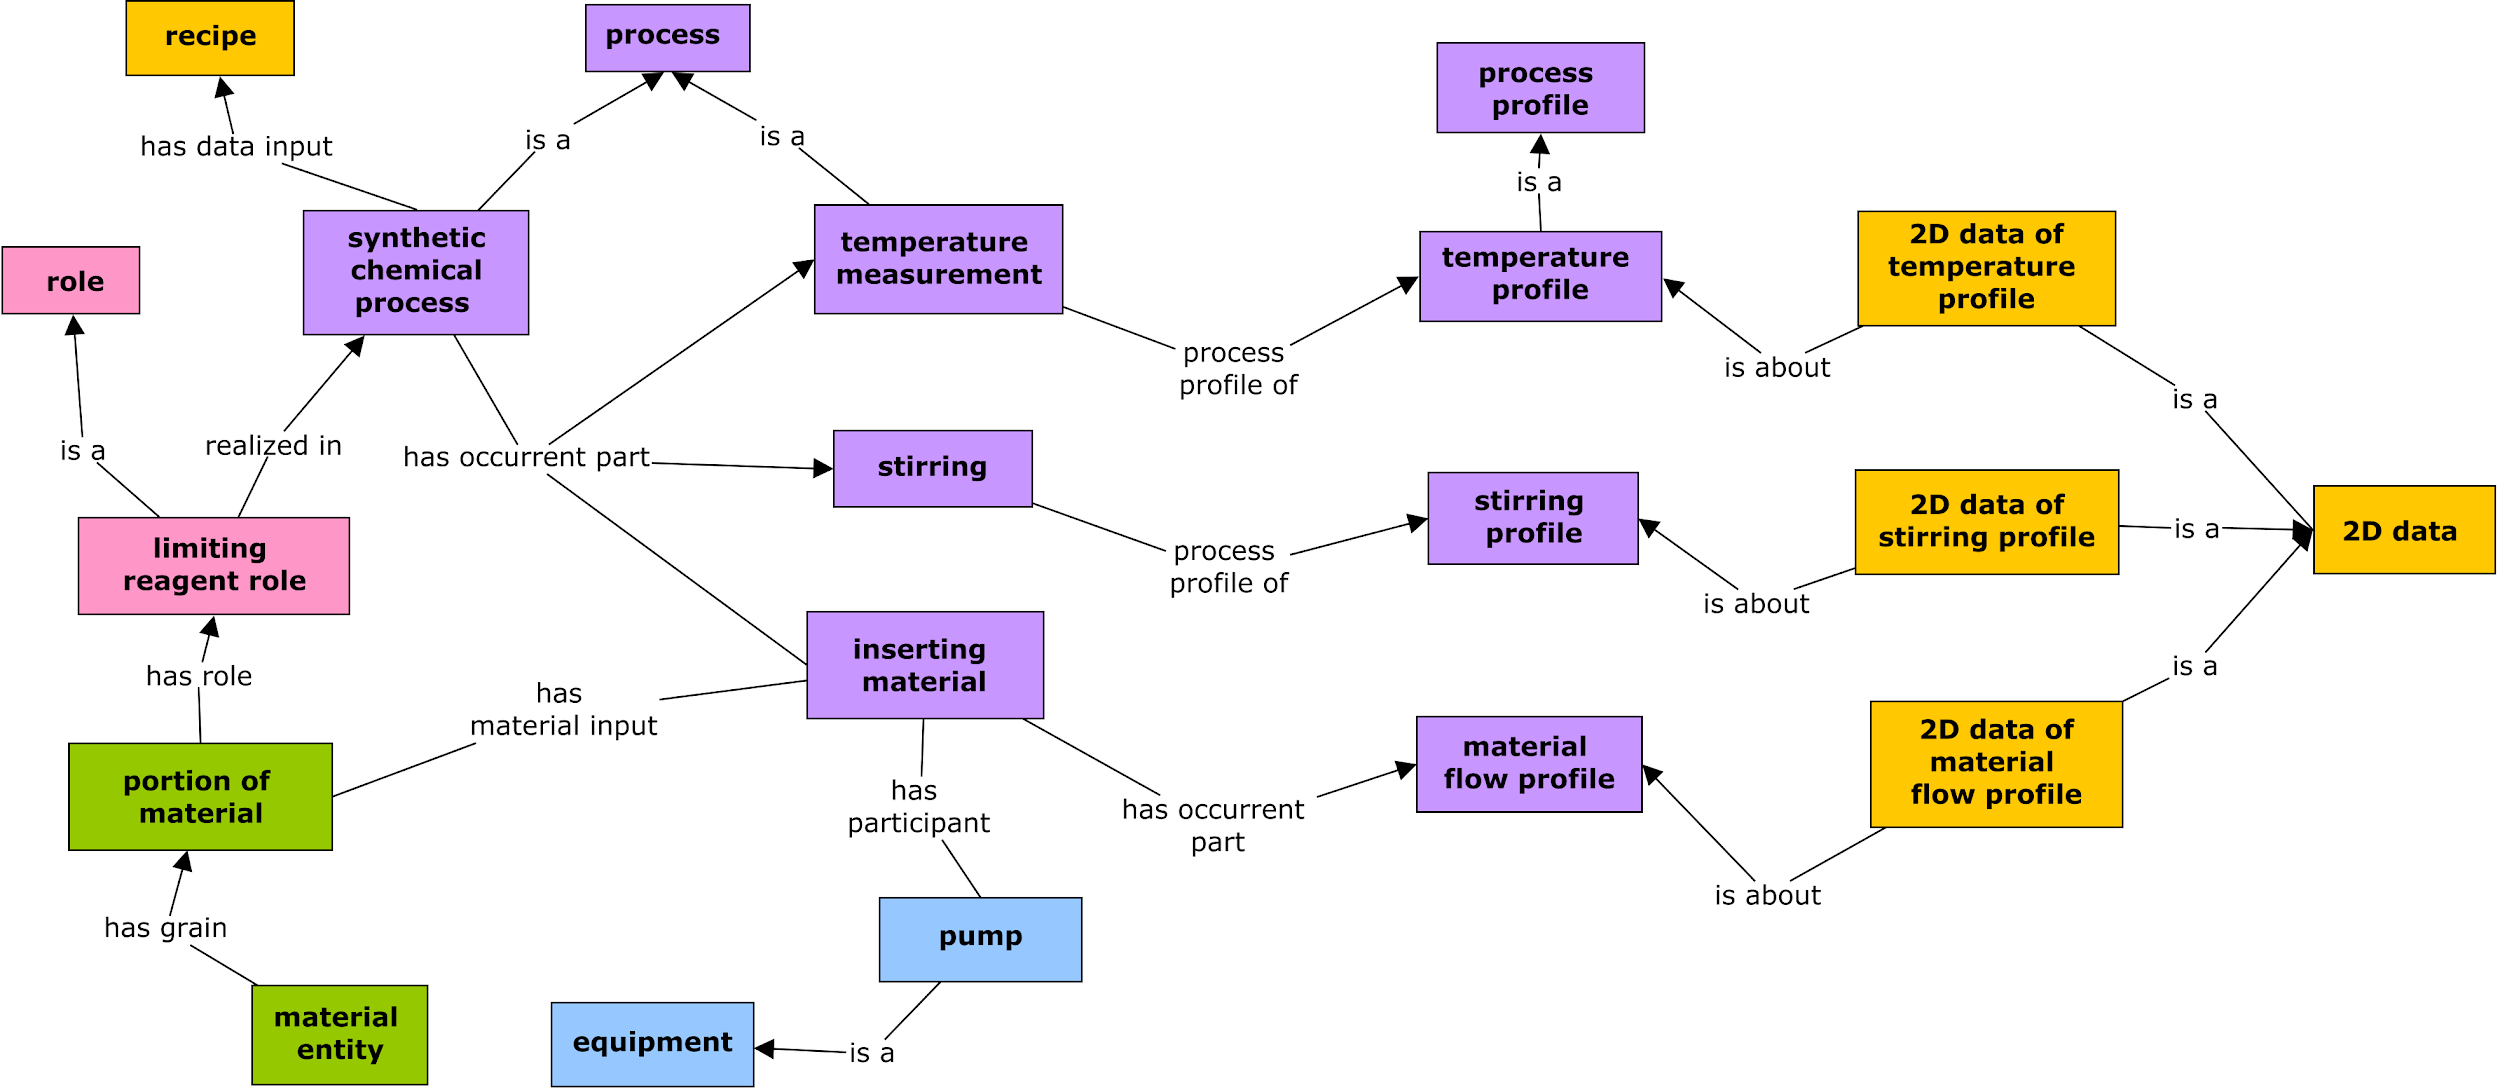 recipe
process
process
profile
has data input
is a
is a
is a
synthetic
chemical
process
temperature
measurement
temperature
profile
2D data of
temperature
profile
role
process
profile of
is about
is a
is a
realized in
has occurrent part
stirring
stirring
profile
2D data of
stirring profile
is a
2D data
limiting
reagent role
process
profile of
is about
has role
has
material input
inserting
material
is a
portion of
material
has
participant
has occurrent
part
material
flow profile
2D data of
material
flow profile
is about
has grain
pump
material
entity
equipment
is a